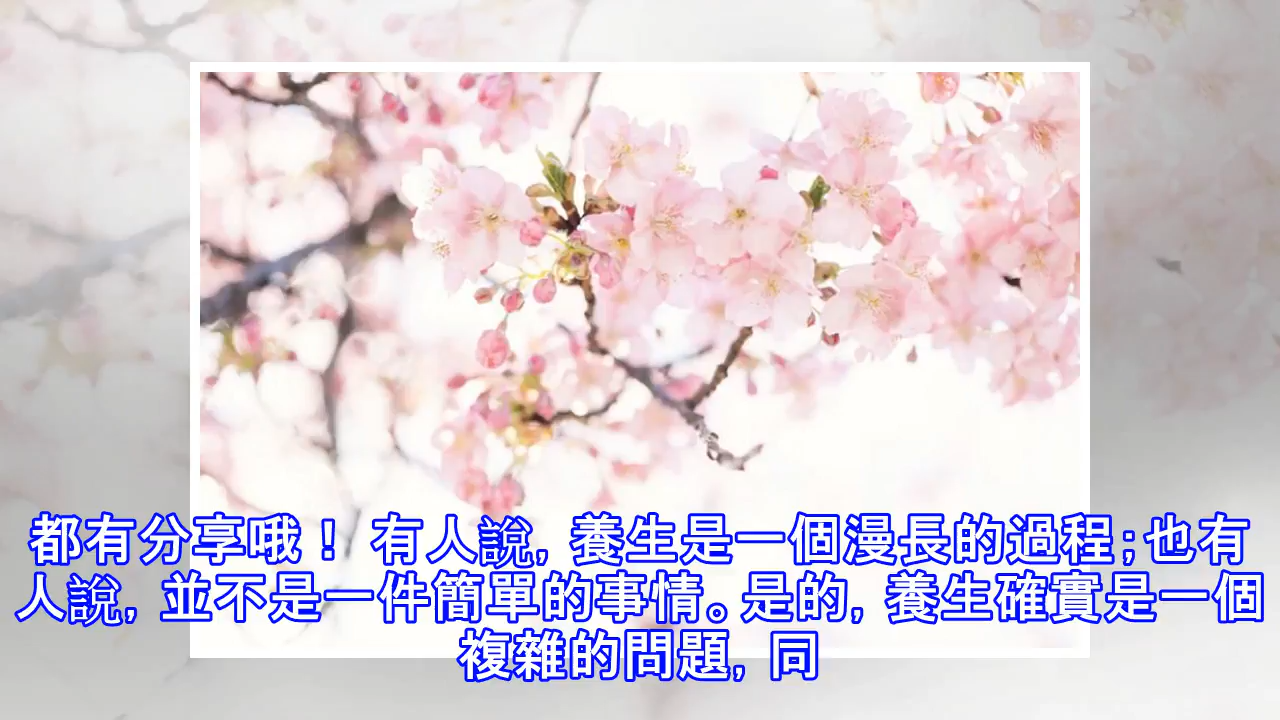 都有分享哦！ 有人說, 養生是一個漫長的過程;也有
人說, 並不是一件簡單的事情。是的, 養生確實是一個
複雜的問題, 同